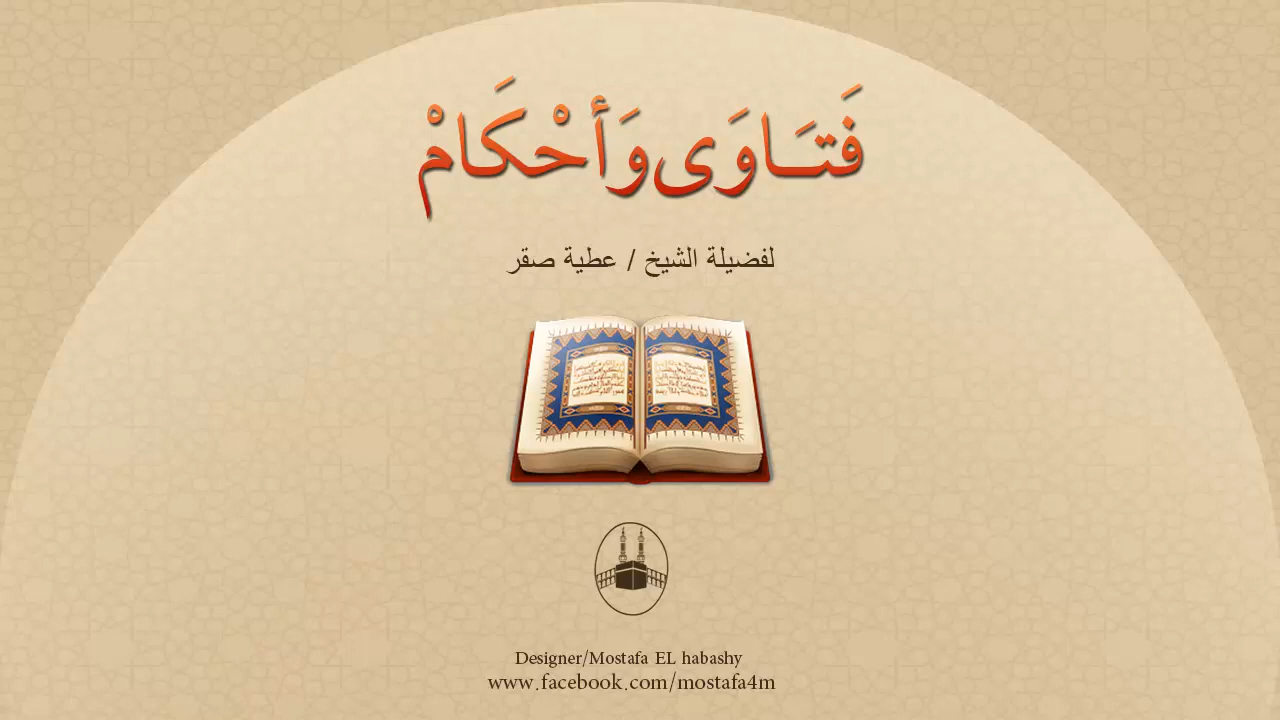 فَتَاوَى وَأَحْكَامْ
لفضيلة الشيخ / عطية صقر
Designer/Mostafa EL habashy
www.facebook.com/mostafa4m